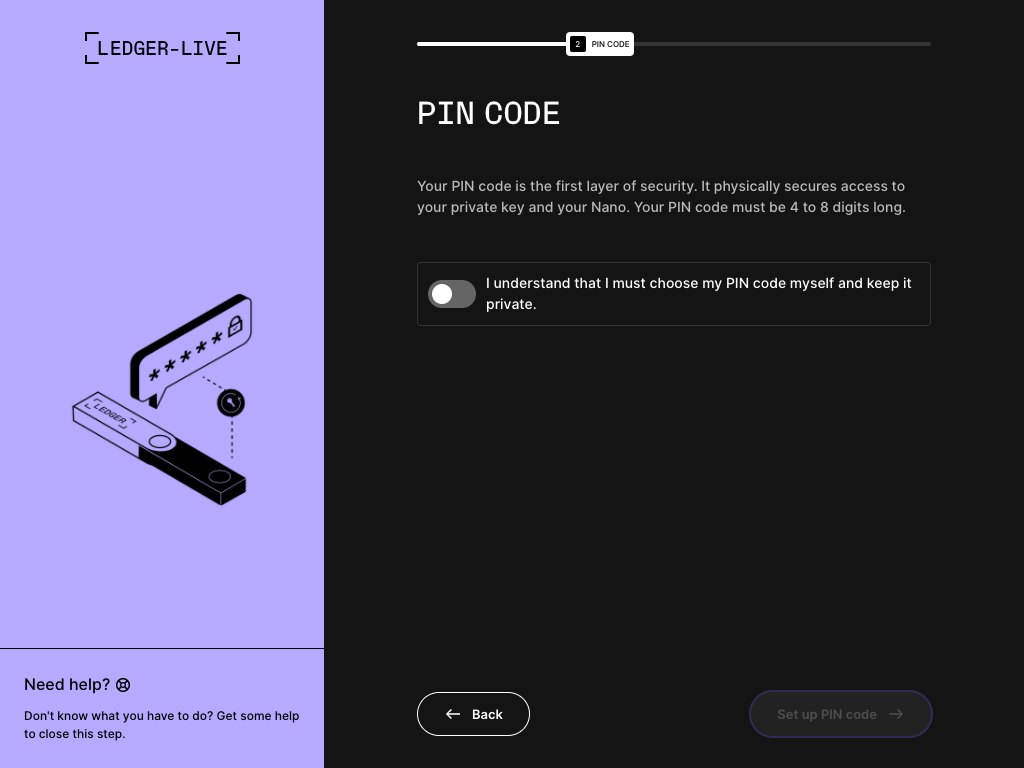 LEDGER-LIVE
2 PIN CODE
PIN CODE
Your PIN code is the first layer of security. It physically secures access to
your private key and your Nano. Your PIN code must be 4 to 8 digits long.
I understand that I must choose my PIN code myself and keep it
private.
*****
LEDGER
Need help?
Don't know what you have to do? Get some help
to close this step.
Back
Set up PIN code